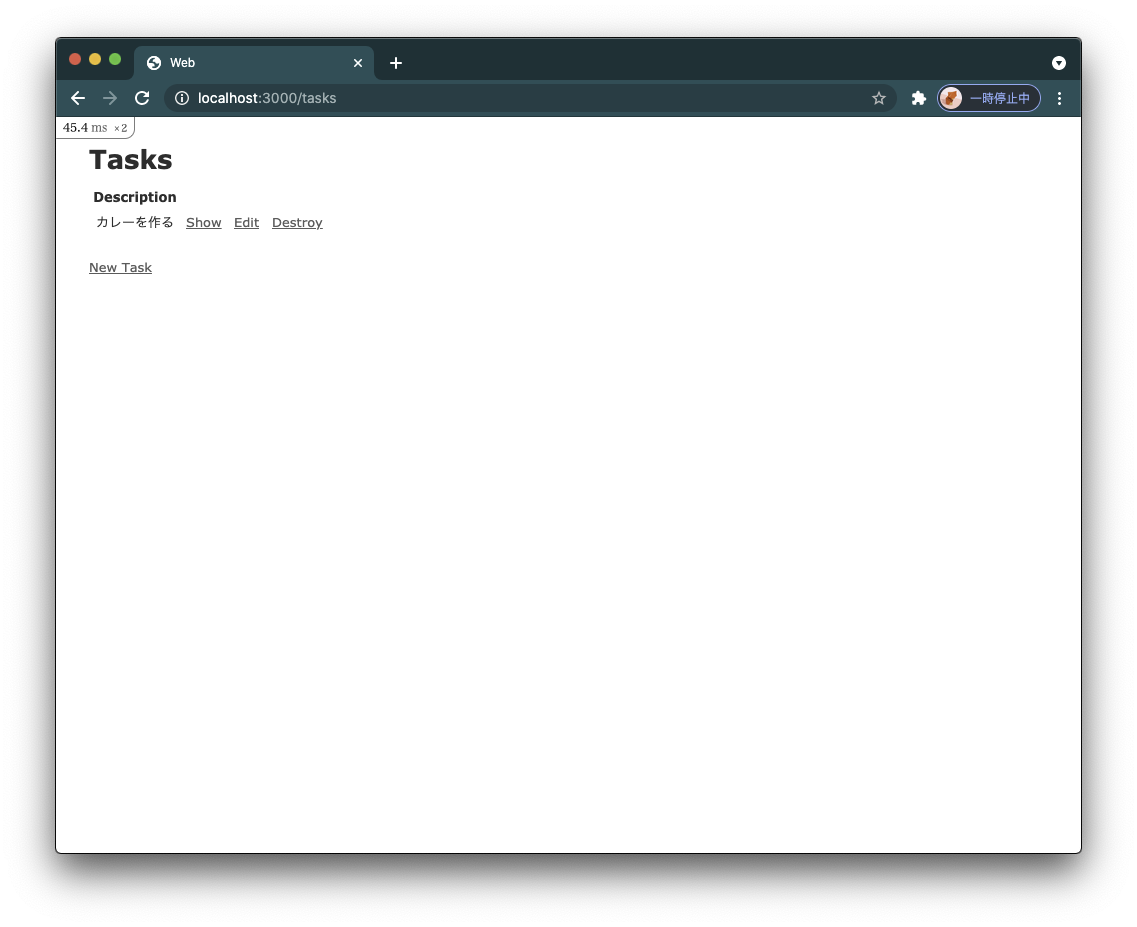 Web
localhost:3000/tasks
一時停止中
45.4 ms ×2
Tasks
Description
カレーを作る Show Edit Destroy
New Task